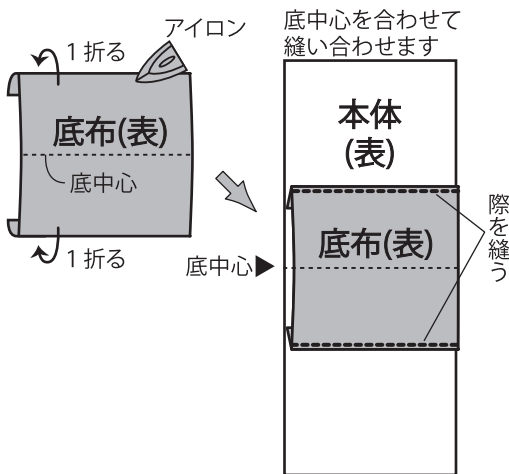 アイロン
1折る
底布(表)
底中心
1折る
底中心を合わせて
縫い合わせます
本体
(表)
底布(表)
底中心▶
際を縫う